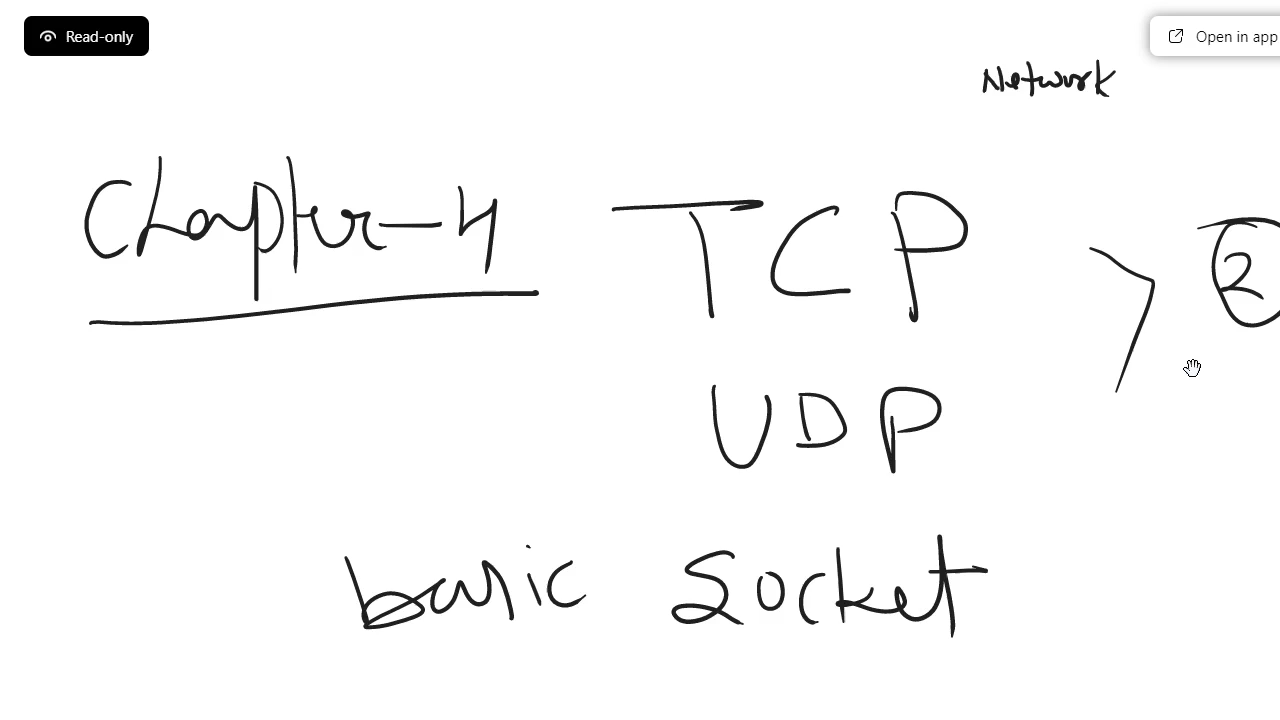 Read-only
Open in app
Network
Chapter-4 TCP
2
UDP
basic Socket